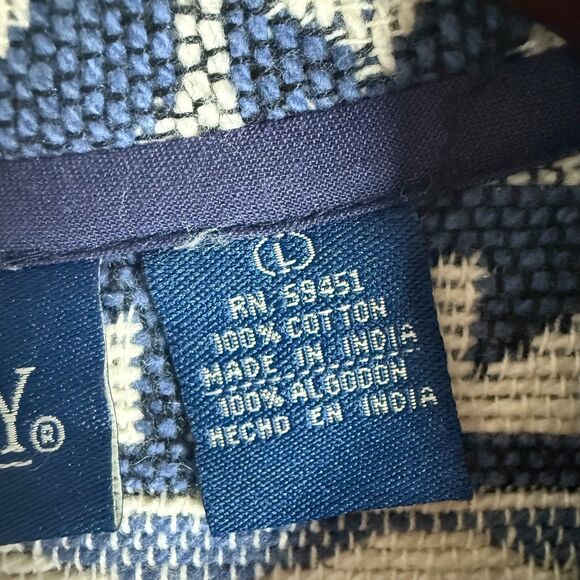 Y®
L
RN 59451
100% COTTON
MADE IN INDIA
100% ALGODON
HECHO EN INDIA